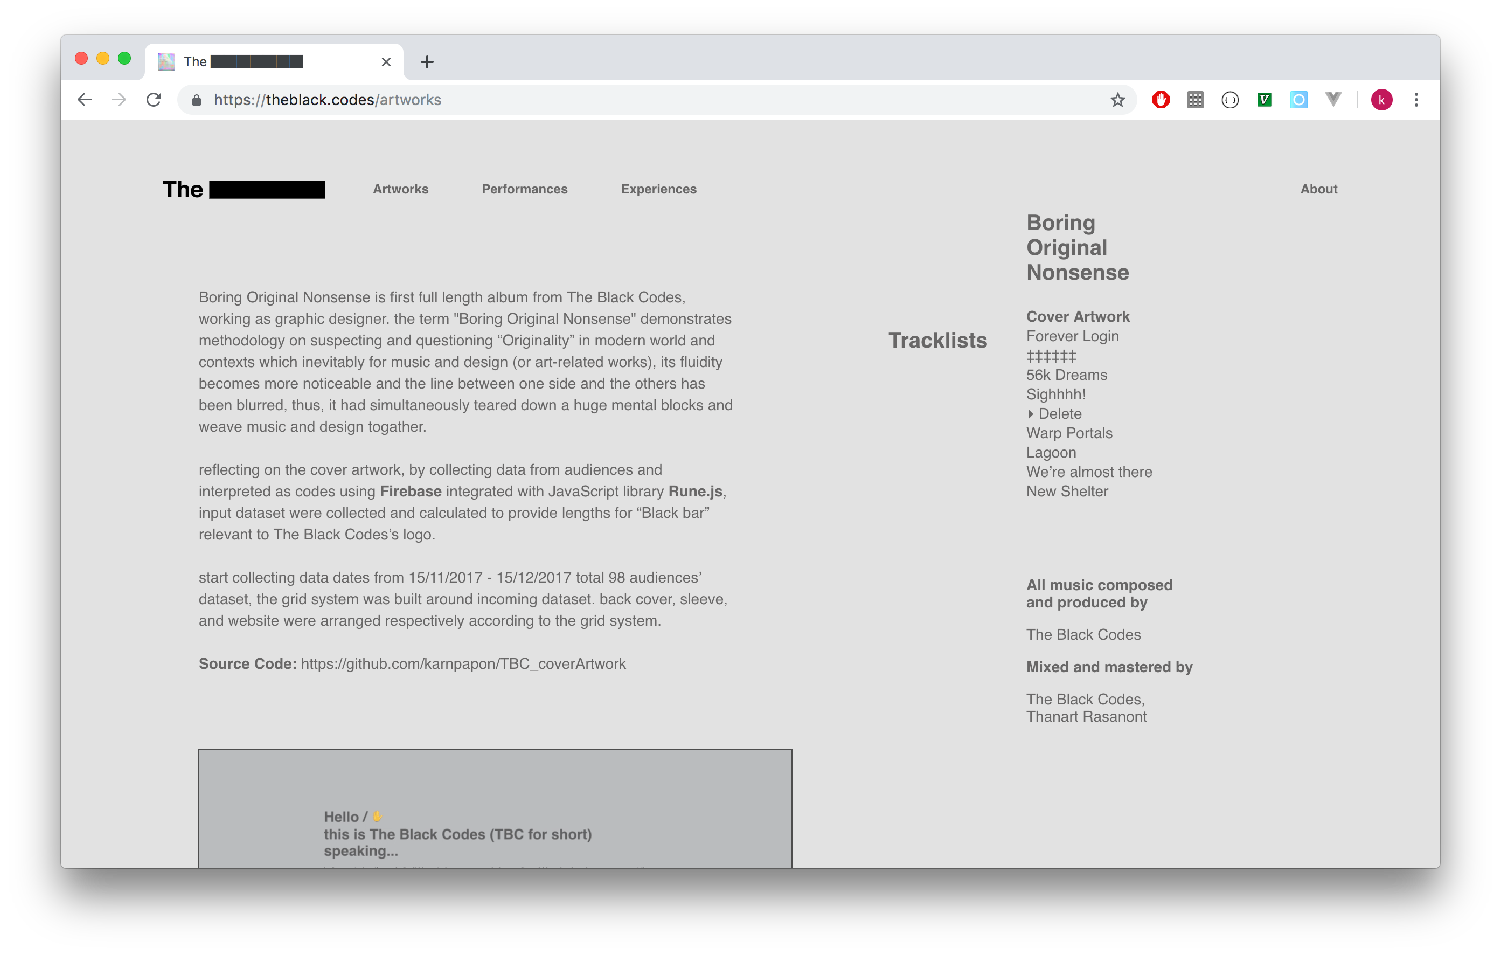 The
https://theblack.codes/artworks
k
The
Artworks
Performances
Experiences
About
Boring Original Nonsense is first full length album from The Black Codes,
working as graphic designer. the term "Boring Original Nonsense" demonstrates
methodology on suspecting and questioning “Originality” in modern world and
contexts which inevitably for music and design (or art-related works), its fluidity
becomes more noticeable and the line between one side and the others has
been blurred, thus, it had simultaneously teared down a huge mental blocks and
weave music and design togather.
reflecting on the cover artwork, by collecting data from audiences and
interpreted as codes using Firebase integrated with JavaScript library Rune.js,
input dataset were collected and calculated to provide lengths for “Black bar”
relevant to The Black Codes’s logo.
start collecting data dates from 15/11/2017 - 15/12/2017 total 98 audiences’
dataset, the grid system was built around incoming dataset. back cover, sleeve,
and website were arranged respectively according to the grid system.
Source Code: https://github.com/karnpapon/TBC_coverArtwork
Hello / ✋
this is The Black Codes (TBC for short)
speaking...
Tracklists
Boring
Original
Nonsense
Cover Artwork
Forever Login
‡‡‡‡‡‡
56k Dreams
Sighhhh!
Delete
Warp Portals
Lagoon
We’re almost there
New Shelter
All music composed
and produced by
The Black Codes
Mixed and mastered by
The Black Codes,
Thanart Rasanont